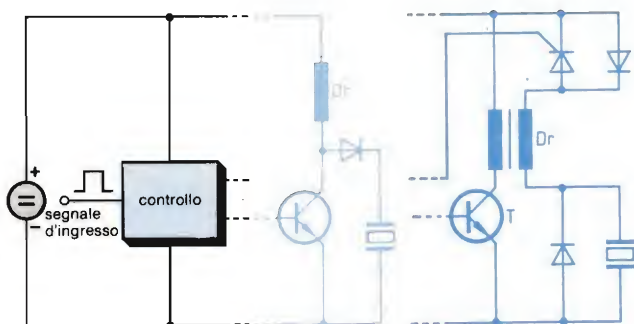 +
segnale
d'ingresso
−
controllo
Dr
T
Dr